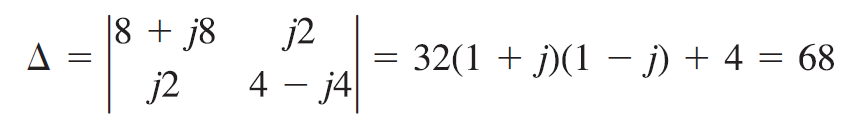 Δ = |8 + j8 j2| = 32(1 + j)(1 − j) + 4 = 68
|j2 4 − j4|